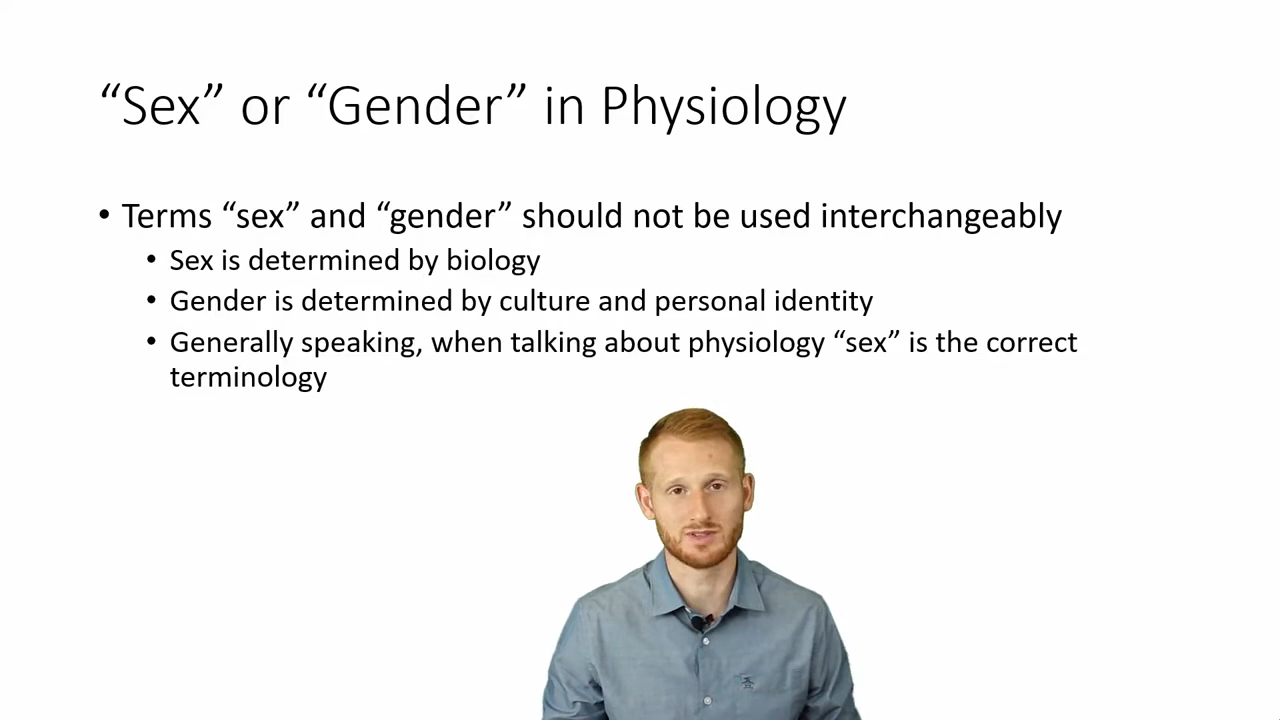 “Sex” or “Gender” in Physiology
• Terms “sex” and “gender” should not be used interchangeably
• Sex is determined by biology
• Gender is determined by culture and personal identity
• Generally speaking, when talking about physiology “sex” is the correct
terminology